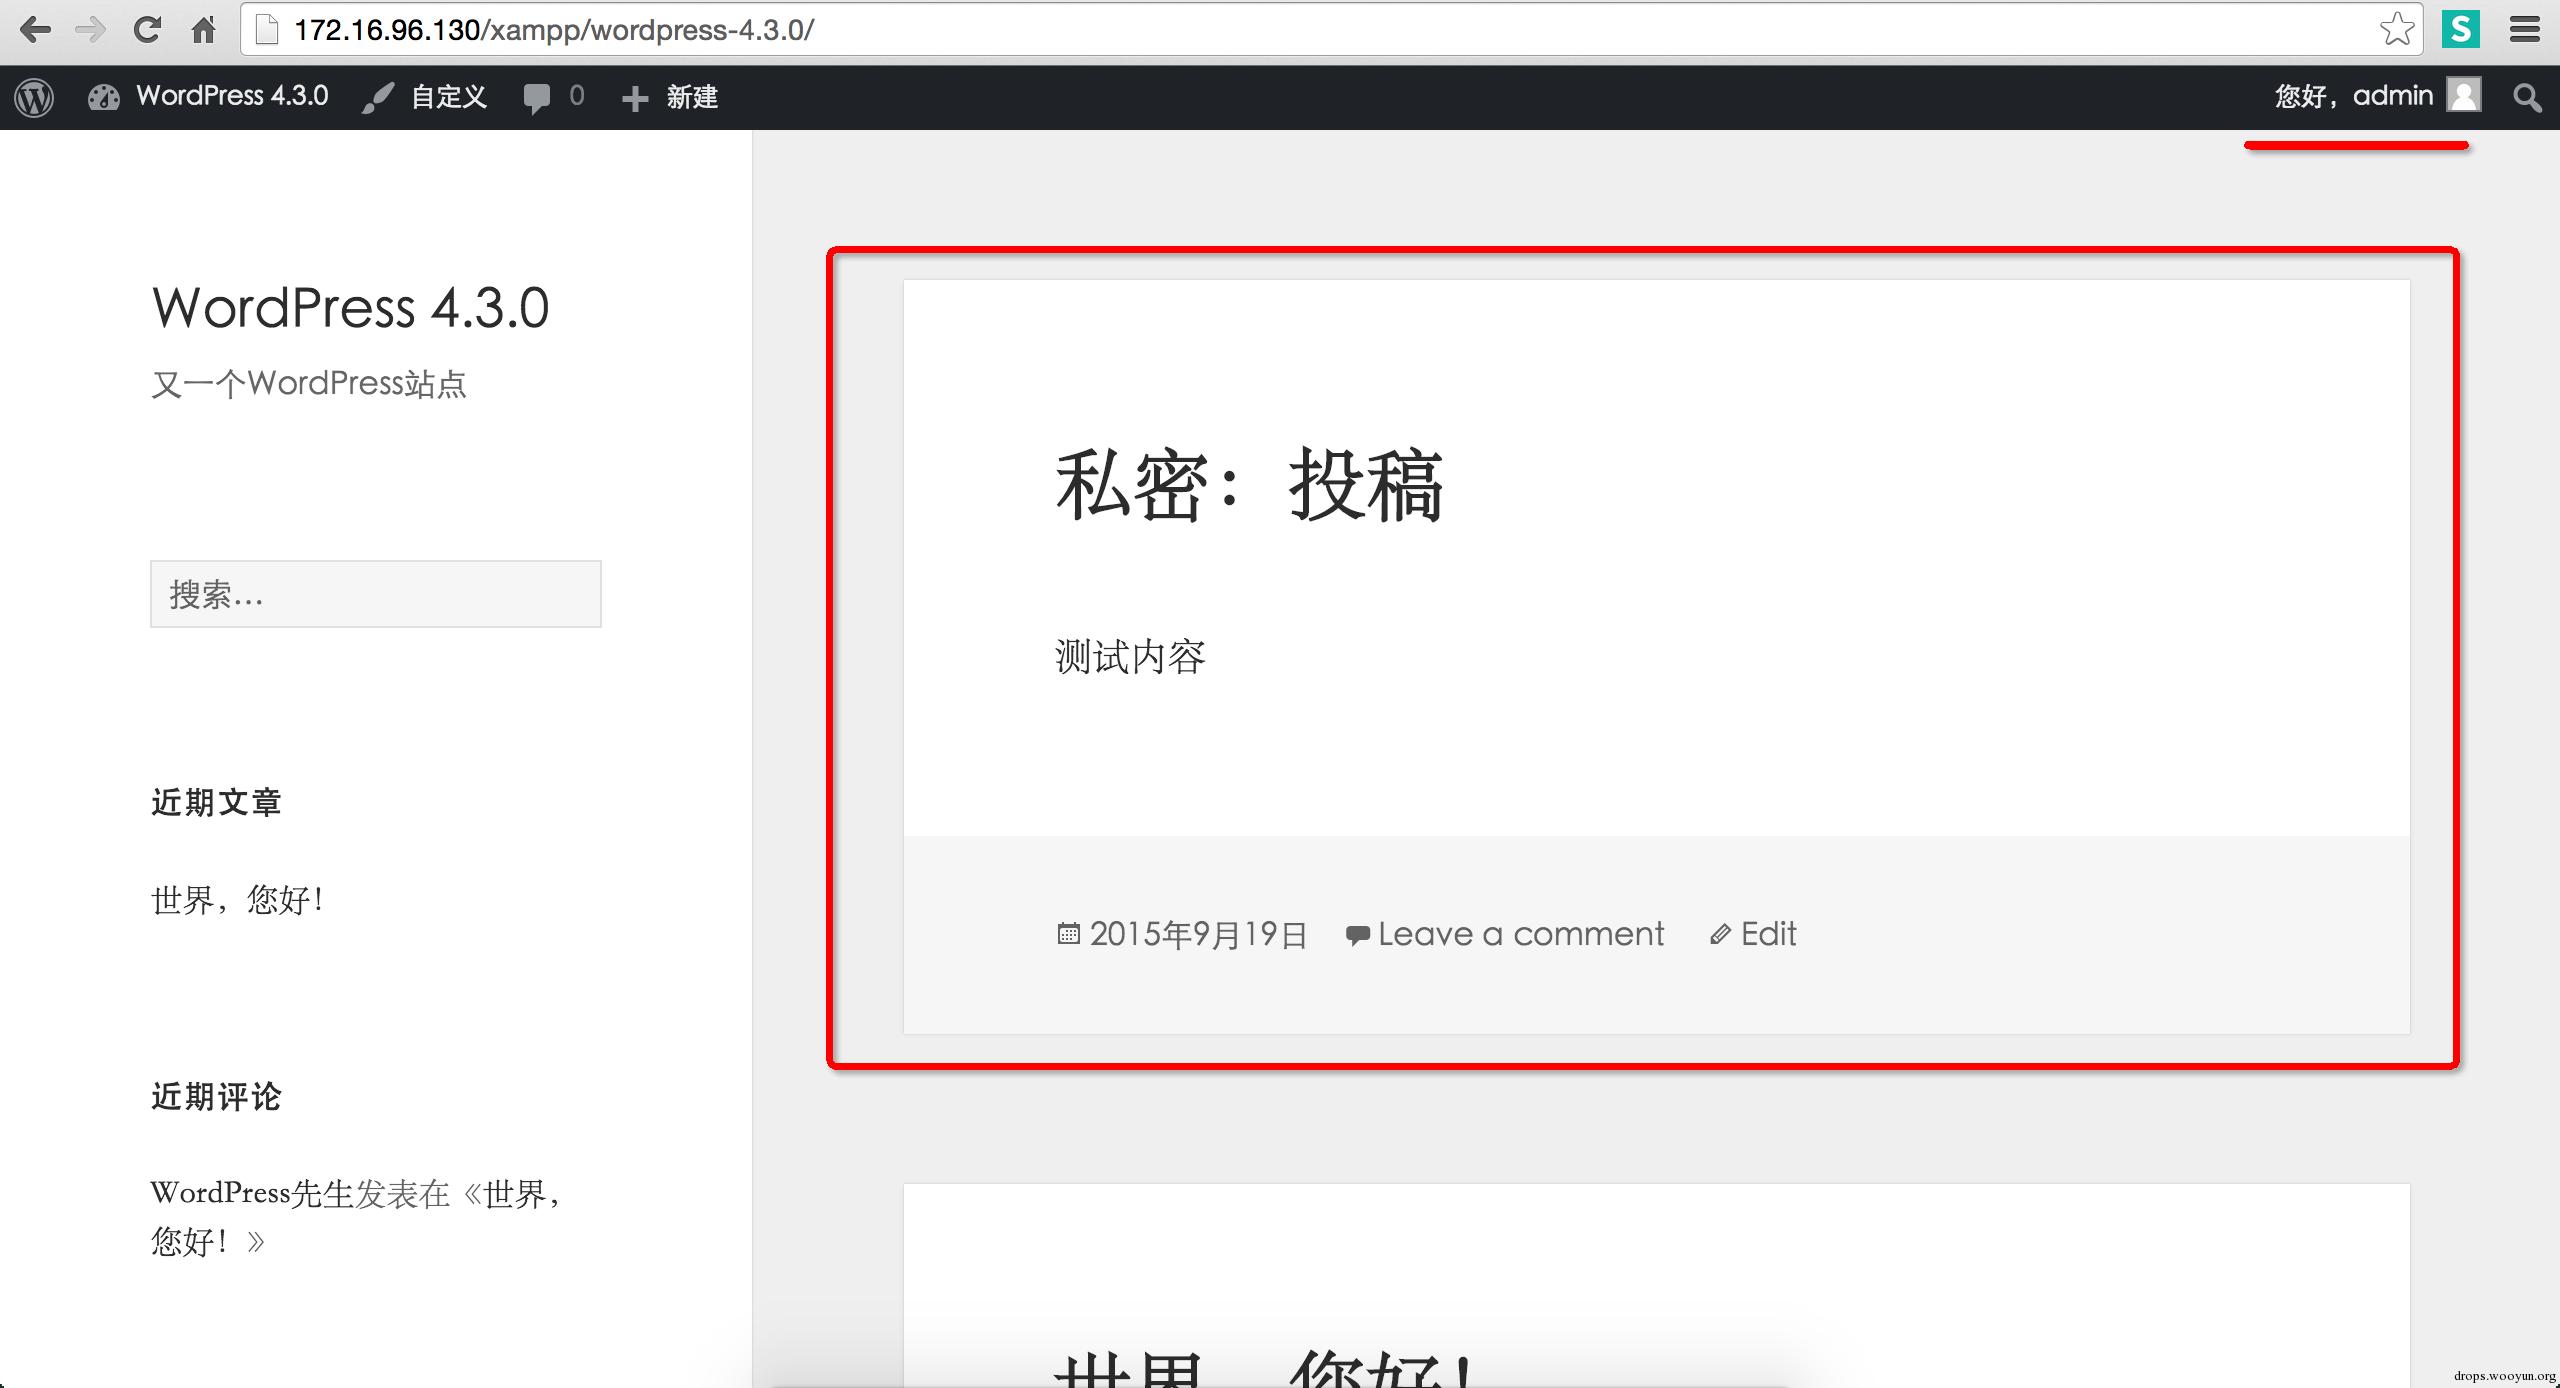 172.16.96.130/xampp/wordpress-4.3.0/
S
WordPress 4.3.0 自定义 0 新建 您好，admin
WordPress 4.3.0
又一个WordPress站点
搜索…
近期文章
世界，您好！
近期评论
WordPress先生发表在《世界，
您好！》
私密：投稿
测试内容
2015年9月19日 Leave a comment Edit
世界，您好！
drops.wooyun.org